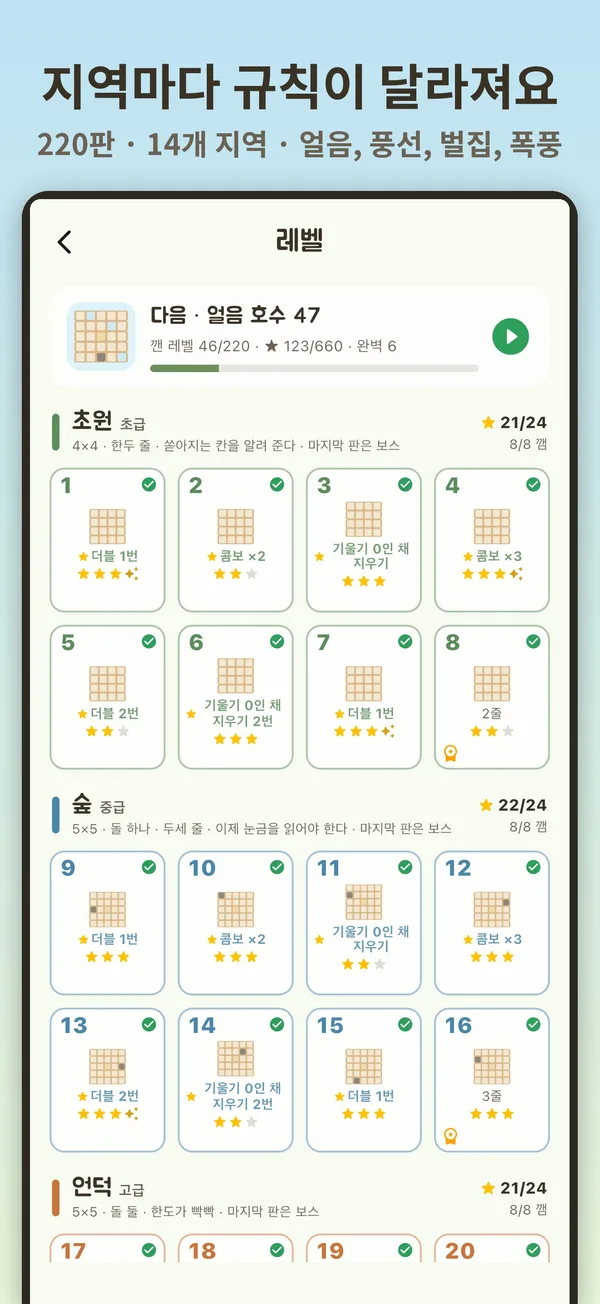 지역마다 규칙이 달라져요
220판 · 14개 지역 · 얼음, 풍선, 벌집, 폭풍
레벨
다음 · 얼음 호수 47
깬 레벨 46/220 · ★ 123/660 · 완벽 6
초원 초급
21/24
4×4 · 한두 줄 · 쏟아지는 칸을 알려 준다 · 마지막 판은 보스
8/8 깸
1
더블 1번
2
콤보 ×2
3
기울기 0인 채
지우기
4
콤보 ×3
5
더블 2번
6
기울기 0인 채
지우기 2번
7
더블 1번
8
2줄
숲 중급
22/24
5×5 · 돌 하나 · 두세 줄 · 이제 눈금을 읽어야 한다 · 마지막 판은 보스
8/8 깸
9
더블 1번
10
콤보 ×2
11
기울기 0인 채
지우기
12
콤보 ×3
13
더블 2번
14
기울기 0인 채
지우기 2번
15
더블 1번
16
3줄
언덕 고급
21/24
5×5 · 돌 둘 · 한도가 빡빡 · 마지막 판은 보스
8/8 깸
17
18
19
20